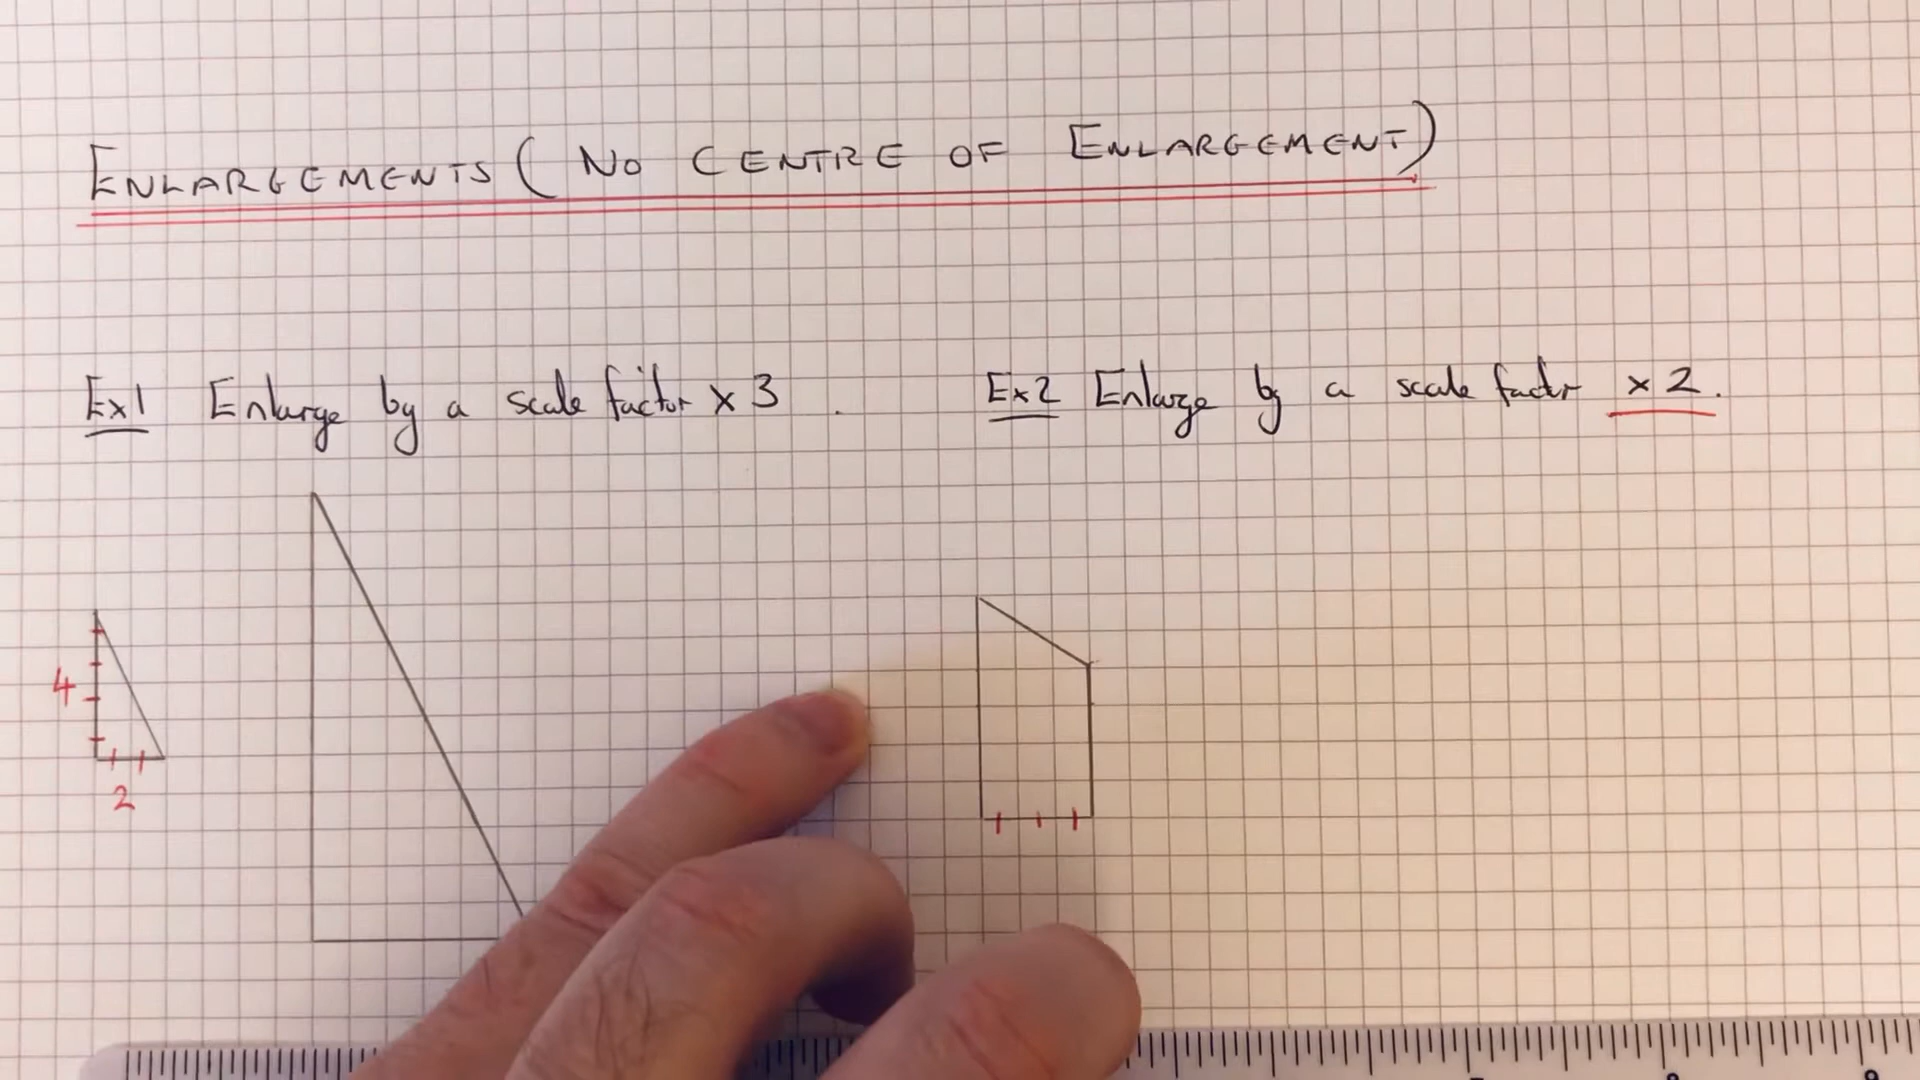 ENLARGEMENTS (NO CENTRE OF ENLARGEMENT)
Ex1 Enlarge by a scale factor x 3 .
Ex2 Enlarge by a scale factor x 2.
4
2